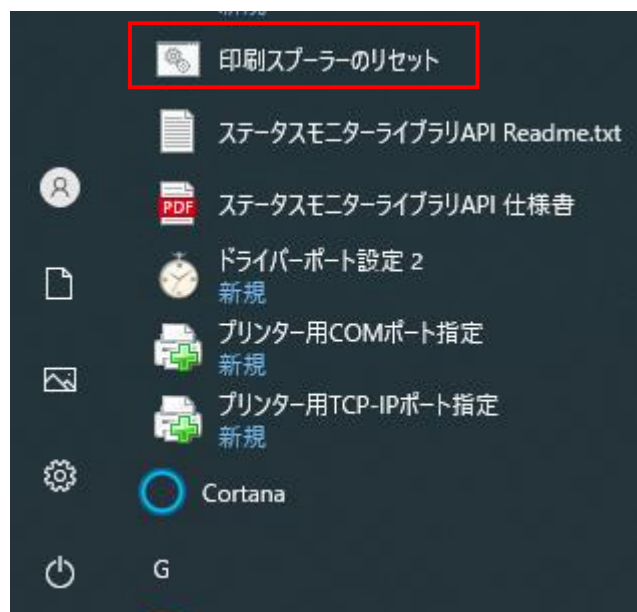 印刷スプーラーのリセット
ステータスモニターライブラリAPI Readme.txt
PDF
ステータスモニターライブラリAPI 仕様書
ドライバーポート設定 2
新規
プリンター用COMポート指定
新規
プリンター用TCP-IPポート指定
新規
Cortana
G